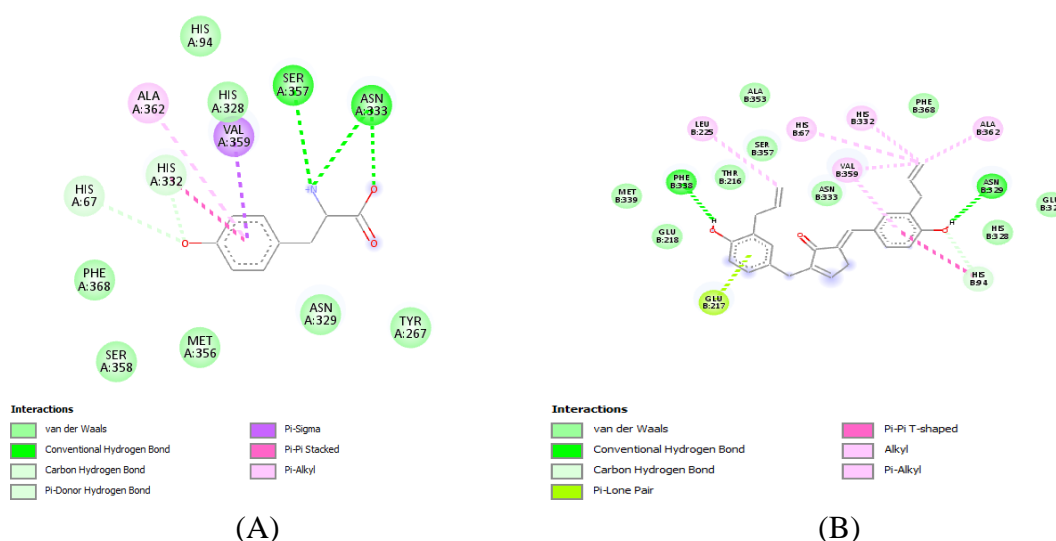 HIS
A:94
SER
A:357
ALA
A:362
HIS
A:328
ASN
A:333
VAL
A:359
HIS
A:332
HIS
A:67
NH
O
O
O
PHE
A:368
ASN
A:329
TYR
A:267
MET
A:356
SER
A:358
Interactions
van der Waals
Conventional Hydrogen Bond
Carbon Hydrogen Bond
Pi-Donor Hydrogen Bond
Pi-Sigma
Pi-Pi Stacked
Pi-Alkyl
(A)
ALA
B:353
PHE
B:368
LEU
B:225
HIS
B:67
HIS
B:332
ALA
B:362
SER
B:357
THR
B:216
VAL
B:359
PHE
B:338
MET
B:339
ASN
B:333
ASN
B:329
H
O
O
H
O
GLU
B:218
HIS
B:328
HIS
B:94
GLU
B:217
Interactions
van der Waals
Conventional Hydrogen Bond
Carbon Hydrogen Bond
Pi-Lone Pair
Pi-Pi T-shaped
Alkyl
Pi-Alkyl
(B)